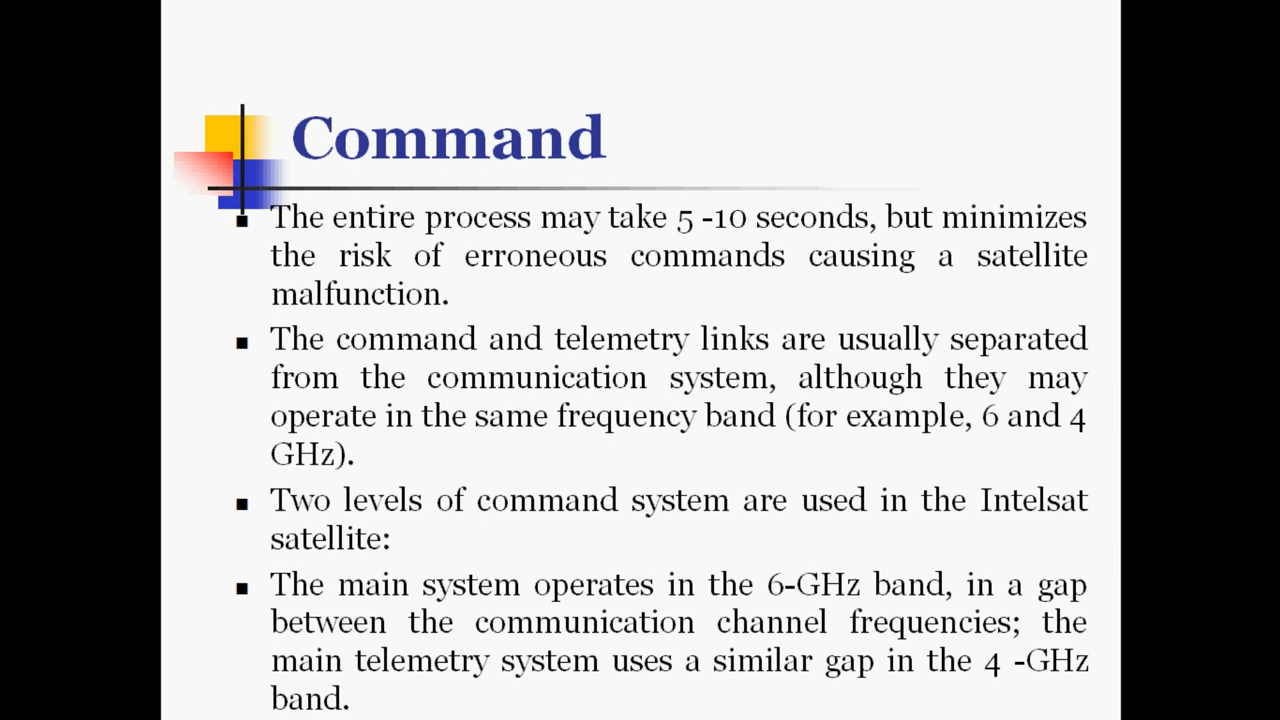 Command
The entire process may take 5 -10 seconds, but minimizes
the risk of erroneous commands causing a satellite
malfunction.
The command and telemetry links are usually separated
from the communication system, although they may
operate in the same frequency band (for example, 6 and 4
GHz).
Two levels of command system are used in the Intelsat
satellite:
The main system operates in the 6-GHz band, in a gap
between the communication channel frequencies; the
main telemetry system uses a similar gap in the 4 -GHz
band.